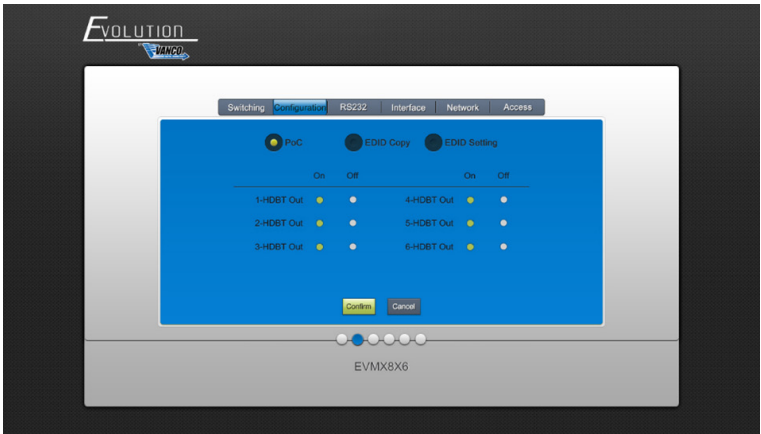 EVOLUTION
BY VANCO
Switching Configuration RS232 Interface Network Access
PoC EDID Copy EDID Setting
On Off On Off
1-HDBT Out 4-HDBT Out
2-HDBT Out 5-HDBT Out
3-HDBT Out 6-HDBT Out
Confirm Cancel
EVMX8X6